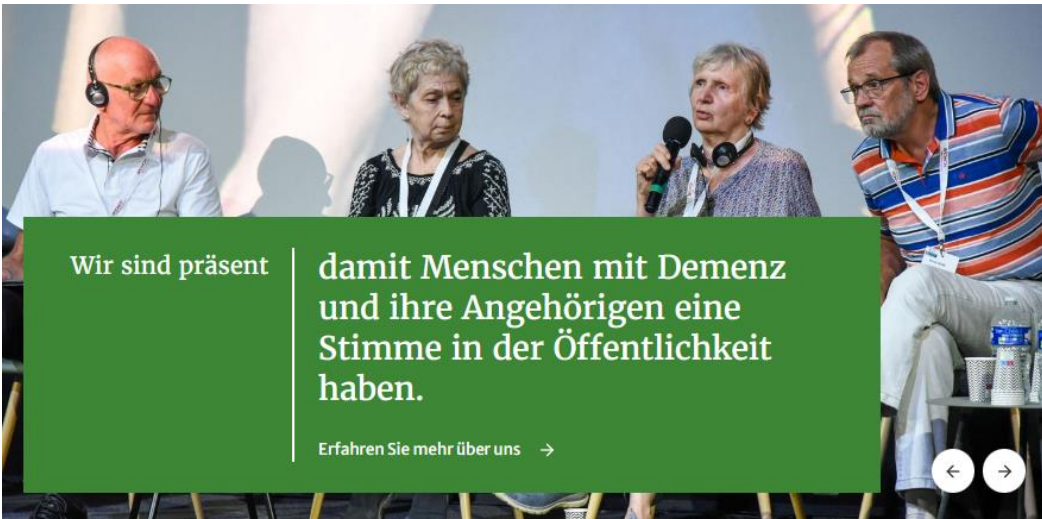 Wir sind präsent
damit Menschen mit Demenz
und ihre Angehörigen eine
Stimme in der Öffentlichkeit
haben.
Erfahren Sie mehr über uns →